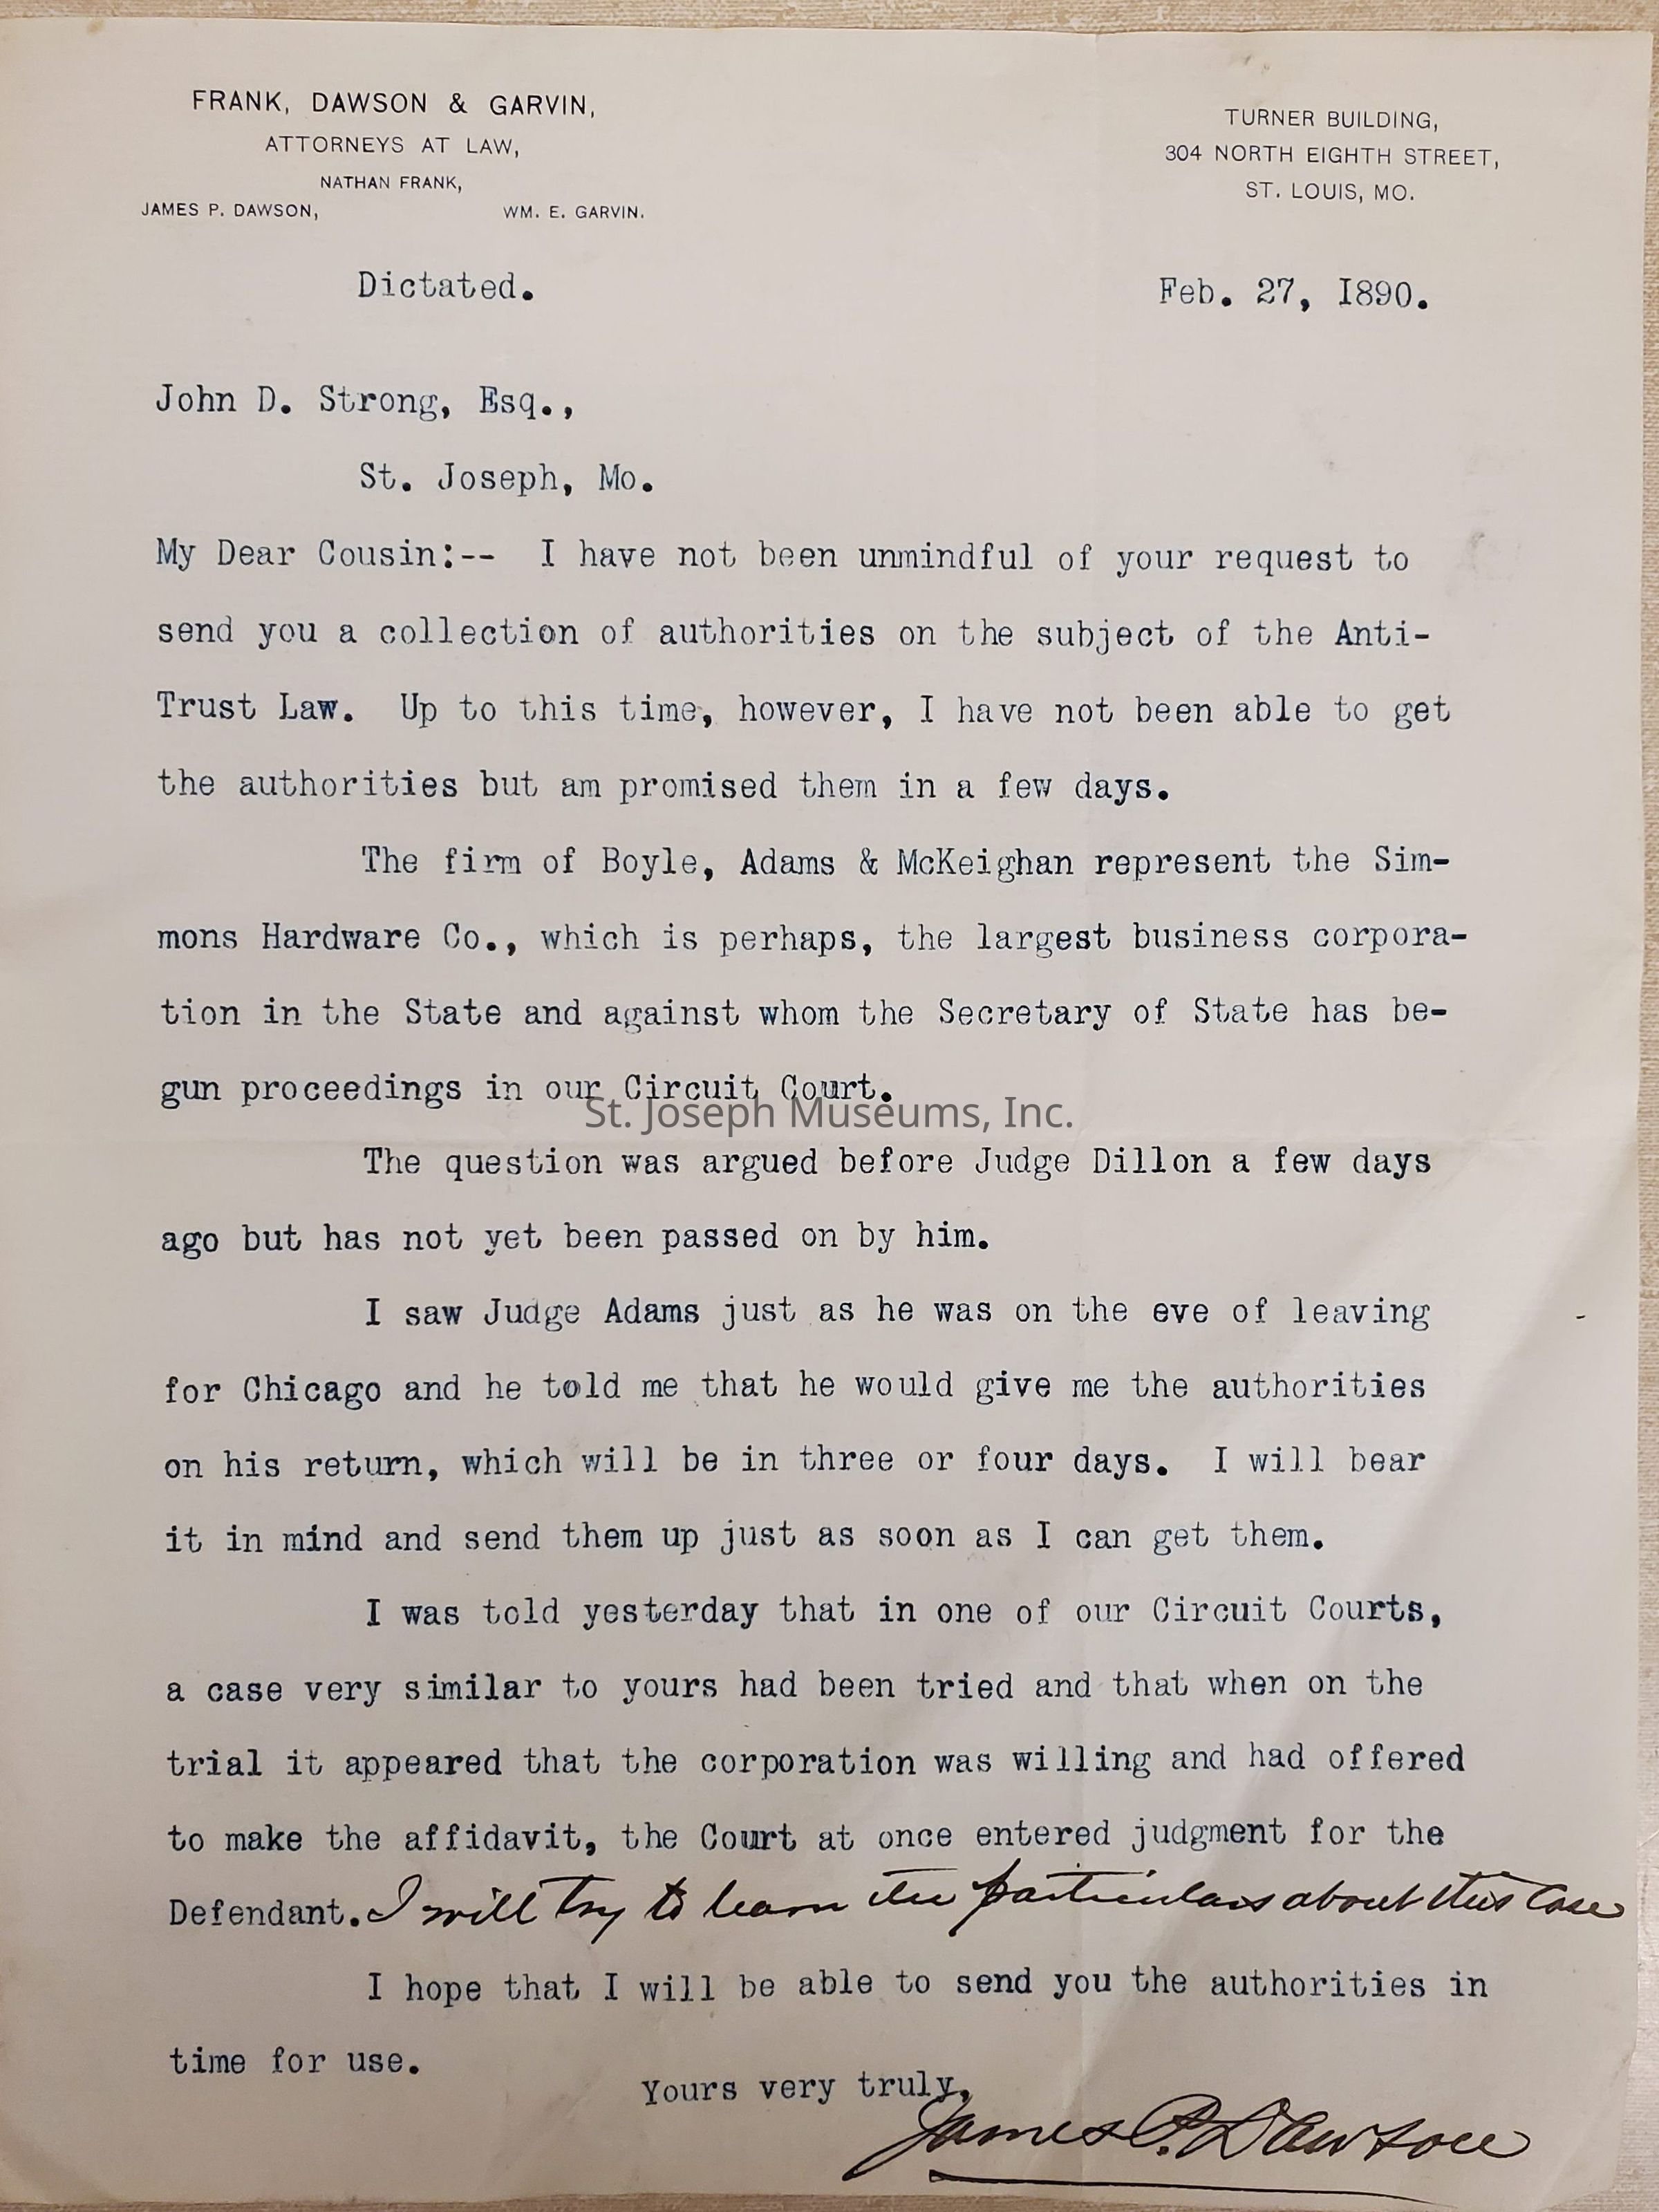 FRANK, DAWSON & GARVIN,
ATTORNEYS AT LAW,
NATHAN FRANK,
JAMES P. DAWSON, WM. E. GARVIN.
TURNER BUILDING,
304 NORTH EIGHTH STREET,
ST. LOUIS, MO.
Dictated.
Feb. 27, I890.
John D. Strong, Esq.,
St. Joseph, Mo.
My Dear Cousin:-- I have not been unmindful of your request to
send you a collection of authorities on the subject of the Anti-
Trust Law. Up to this time, however, I have not been able to get
the authorities but am promised them in a few days.
The firm of Boyle, Adams & McKeighan represent the Sim-
mons Hardware Co., which is perhaps, the largest business corpora-
tion in the State and against whom the Secretary of State has be-
gun proceedings in our Circuit Court.
St. Joseph Museums, Inc.
The question was argued before Judge Dillon a few days
ago but has not yet been passed on by him.
I saw Judge Adams just as he was on the eve of leaving
for Chicago and he told me that he would give me the authorities
on his return, which will be in three or four days. I will bear
it in mind and send them up just as soon as I can get them.
I was told yesterday that in one of our Circuit Courts,
a case very similar to yours had been tried and that when on the
trial it appeared that the corporation was willing and had offered
to make the affidavit, the Court at once entered judgment for the
Defendant. I will try to learn the particulars about this case
I hope that I will be able to send you the authorities in
time for use.
Yours very truly,
James P. Dawson